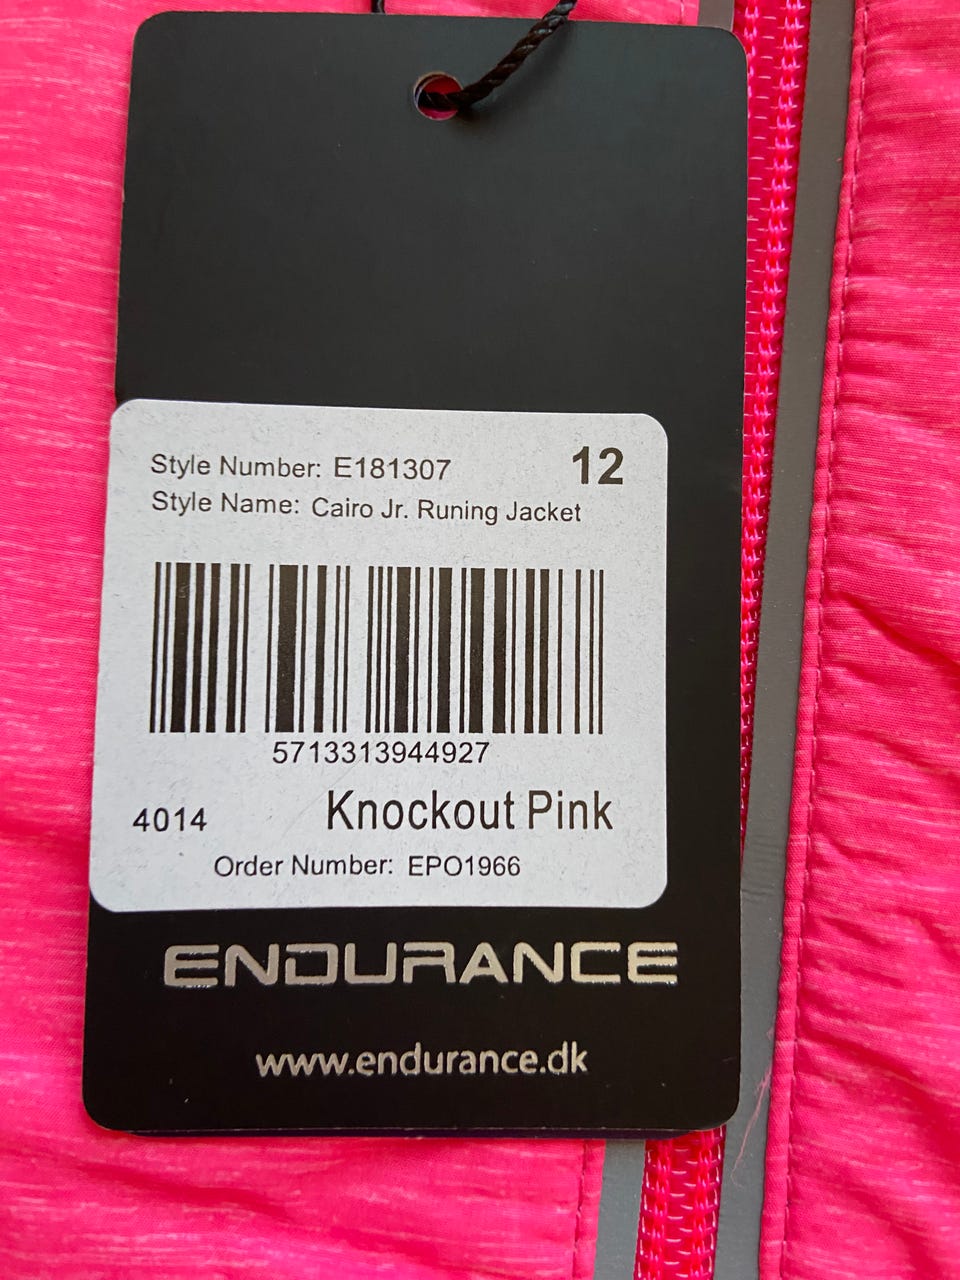 Style Number: E181307 12
Style Name: Cairo Jr. Runing Jacket
5713313944927
4014 Knockout Pink
Order Number: EPO1966
ENDURANCE
www.endurance.dk